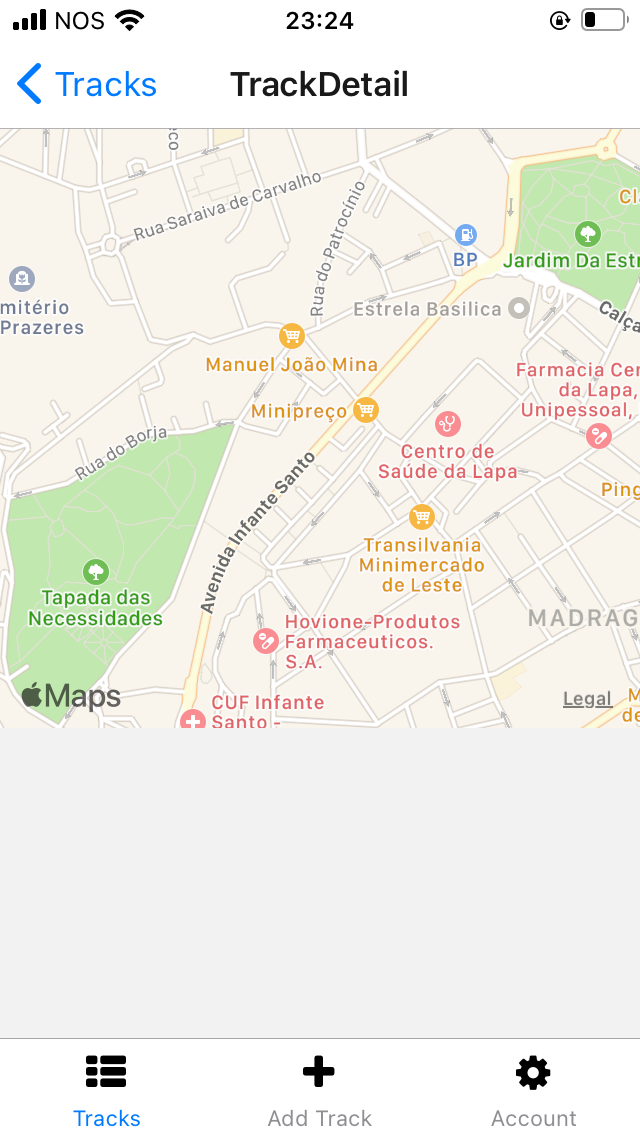 NOS
23:24
Tracks
TrackDetail
co
Rua Saraiva de Carvalho
Rua do Patrocínio
Cl
BP
Jardim Da Estr
mitério
Prazeres
Estrela Basilica
Calça
Manuel João Mina
Farmacia Cer
da Lapa,
Unipessoal,
Minipreço
Rua do Borja
Centro de
Saúde da Lapa
Avenida Infante Santo
Ping
Transilvania
Minimercado
de Leste
Tapada das
Necessidades
Hovione-Produtos
Farmaceuticos.
S.A.
MADRAG
Maps
CUF Infante
Santo -
Legal
M
de
Tracks
Add Track
Account